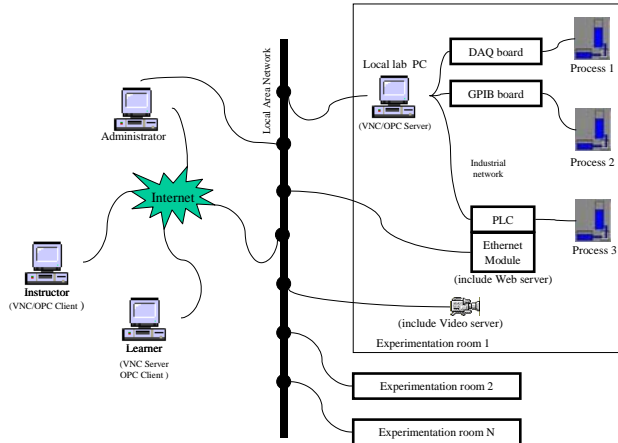 Local Area Network
Administrator
Internet
Instructor
(VNC/OPC Client )
Learner
(VNC Server
OPC Client )
Local lab PC
(VNC/OPC Server)
DAQ board
GPIB board
Process 1
Process 2
Industrial
network
PLC
Ethernet
Module
(include Web server)
Process 3
(include Video server)
Experimentation room 1
Experimentation room 2
Experimentation room N